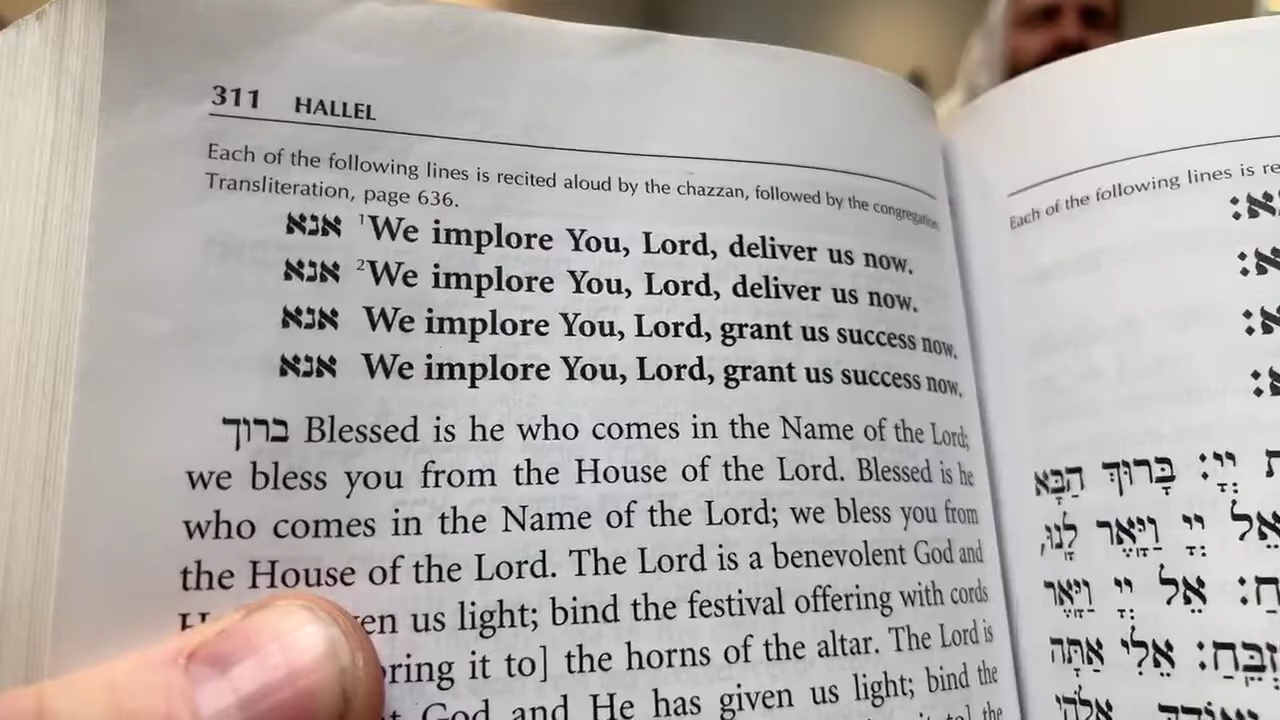 311 HALLEL
Each of the following lines is recited aloud by the chazzan, followed by the congregation
Transliteration, page 636.
אנא ¹We implore You, Lord, deliver us now.
אנא ²We implore You, Lord, deliver us now.
אנא We implore You, Lord, grant us success now.
אנא We implore You, Lord, grant us success now.
ברוך Blessed is he who comes in the Name of the Lord;
we bless you from the House of the Lord. Blessed is he
who comes in the Name of the Lord; we bless you from
the House of the Lord. The Lord is a benevolent God and
us light; bind the festival offering with cords
it to] the horns of the altar. The Lord is
God and He has given us light; bind the
it to] the
Each of the following lines is
יְיָ: בָּרוּךְ הַבָּא
אֵל יְיָ וַיָּאֶר לָנוּ,
אֵל יְיָ וַיָּאֶר
אֵלִי אַתָּה